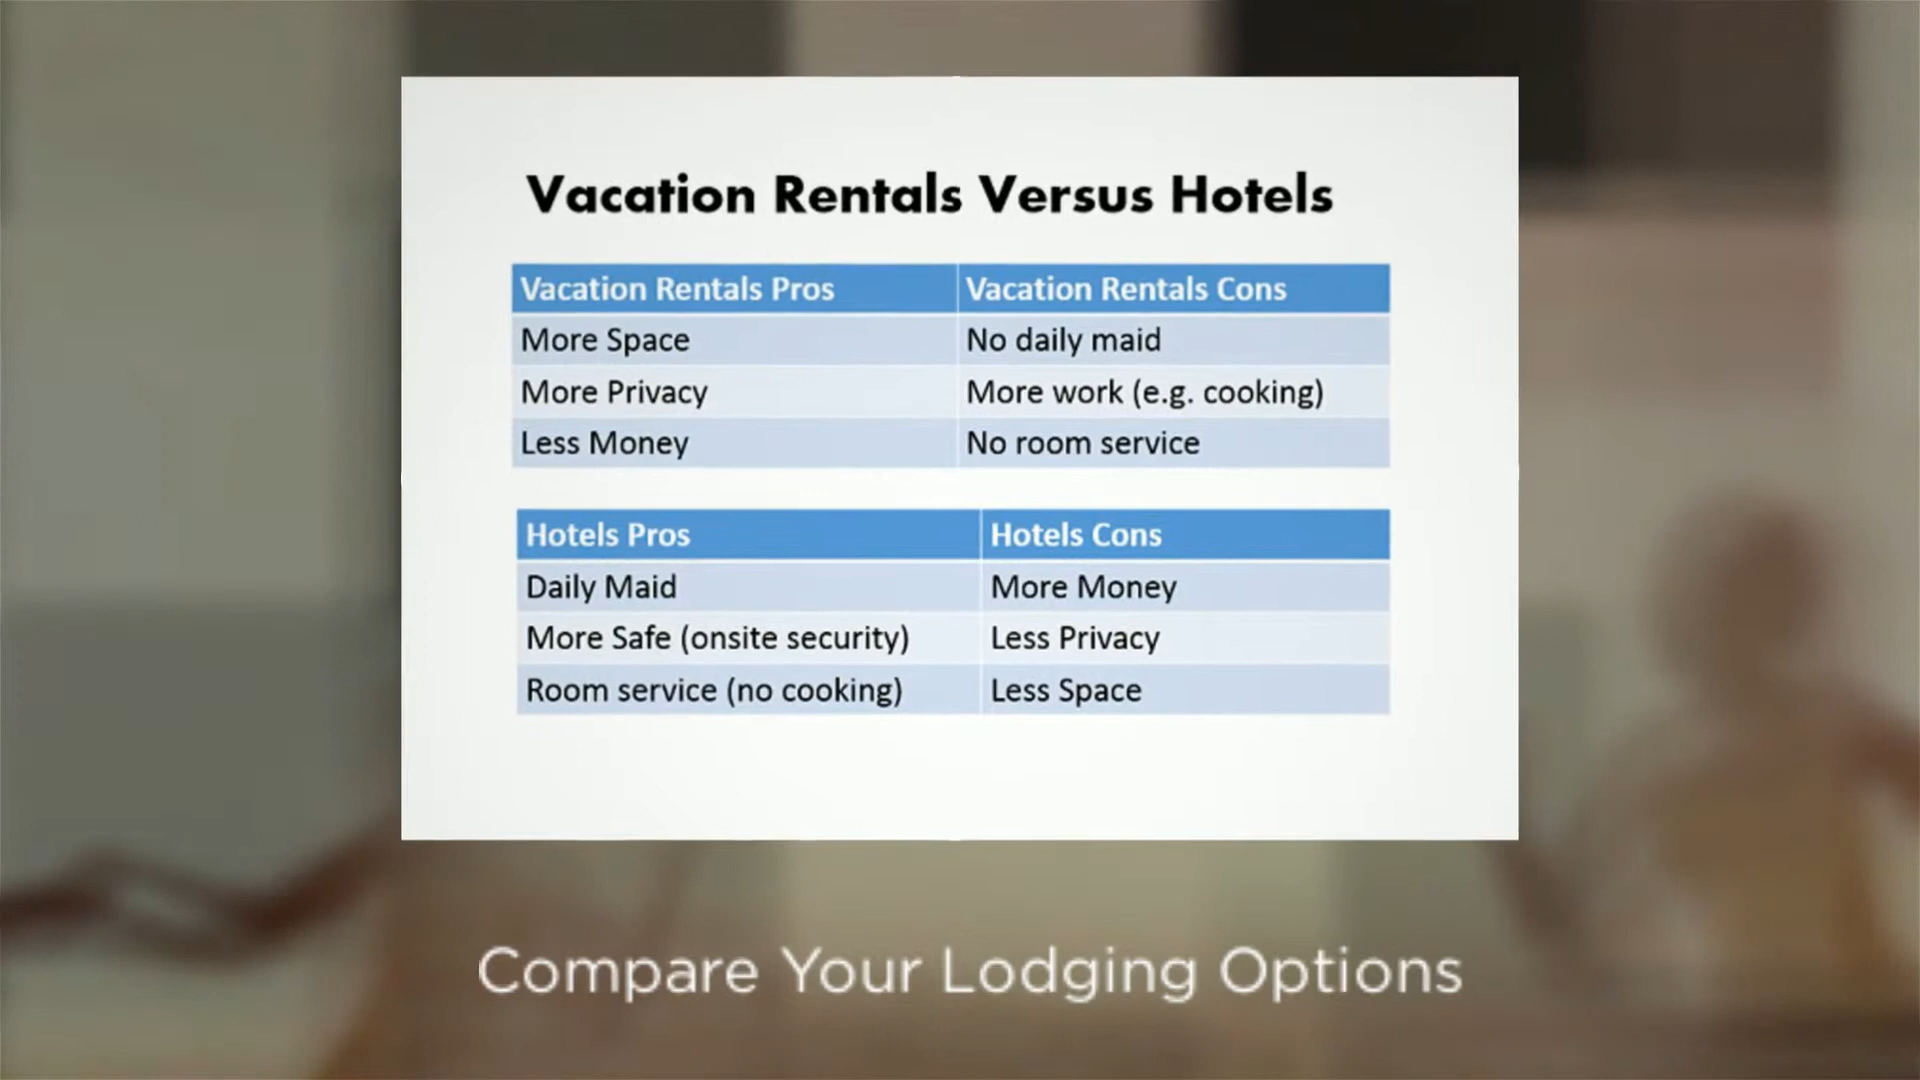 Vacation Rentals Versus Hotels
Vacation Rentals Pros Vacation Rentals Cons
More Space No daily maid
More Privacy More work (e.g. cooking)
Less Money No room service
Hotels Pros Hotels Cons
Daily Maid More Money
More Safe (onsite security) Less Privacy
Room service (no cooking) Less Space
Compare Your Lodging Options